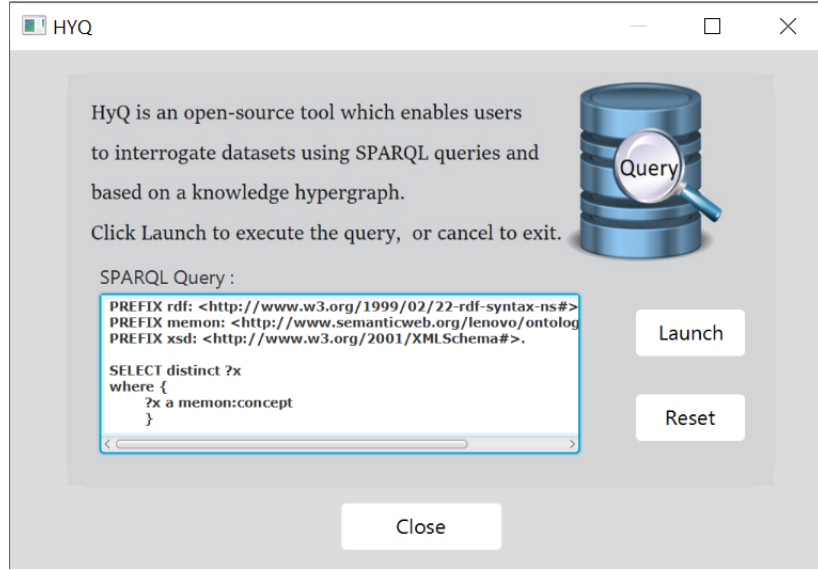 HYQ
HyQ is an open-source tool which enables users
to interrogate datasets using SPARQL queries and
based on a knowledge hypergraph.
Click Launch to execute the query, or cancel to exit.
Query
SPARQL Query :
PREFIX rdf: <http://www.w3.org/1999/02/22-rdf-syntax-ns#>
PREFIX memon: <http://www.semanticweb.org/lenovo/ontolog
PREFIX xsd: <http://www.w3.org/2001/XMLSchema#>.
SELECT distinct ?x
where {
?x a memon:concept
}
Launch
Reset
Close